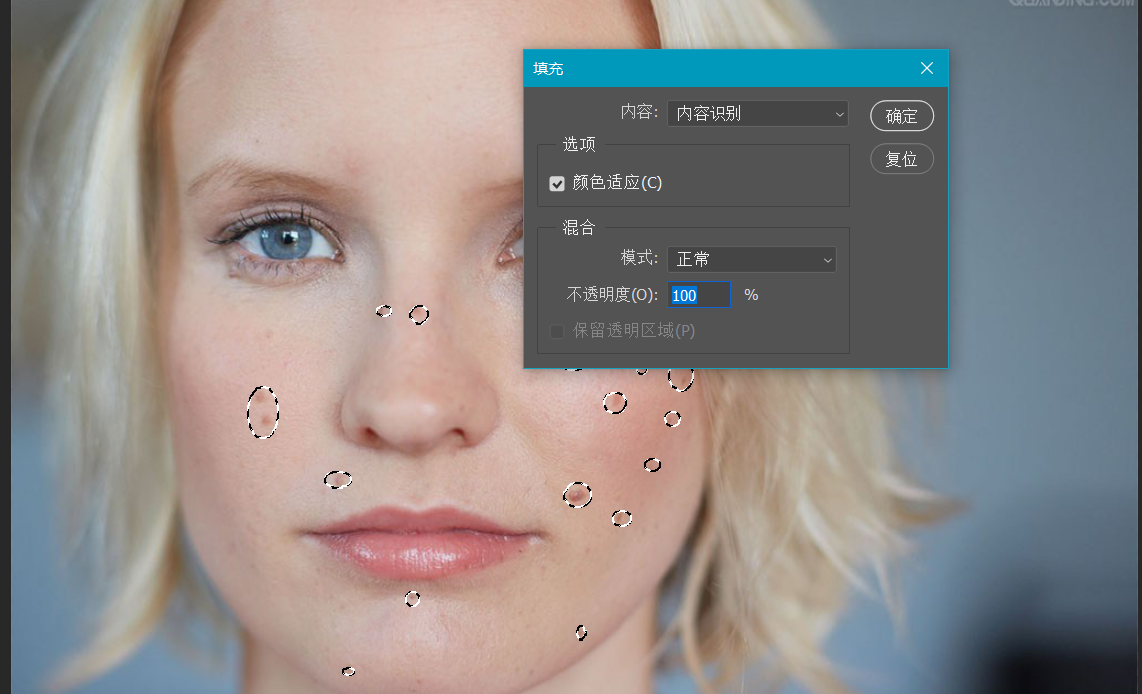 填充
内容: 内容识别
确定
选项
复位
颜色适应(C)
混合
模式: 正常
不透明度(O): 100 %
保留透明区域(P)